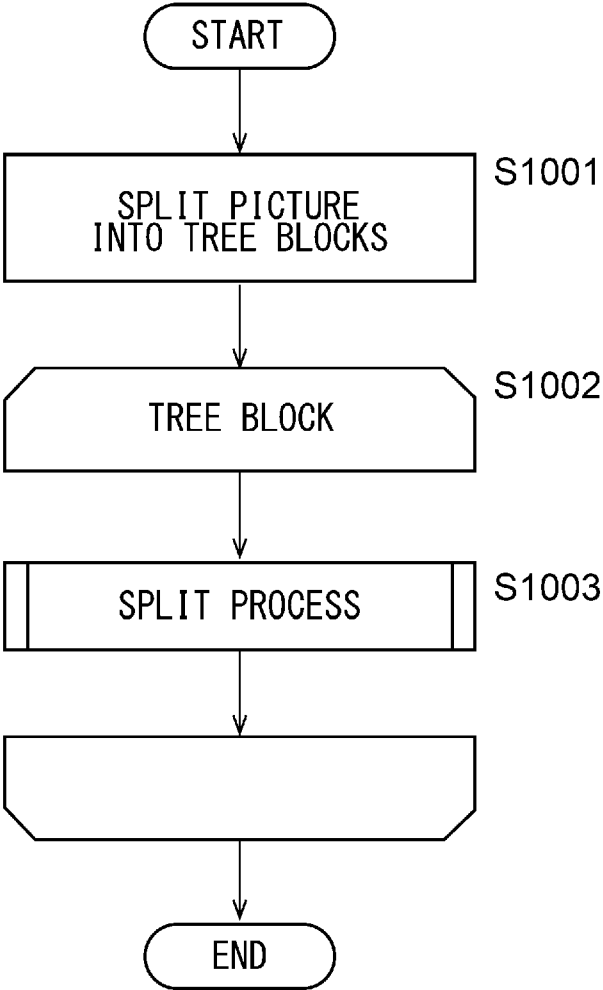 START
S1001
SPLIT PICTURE
INTO TREE BLOCKS
S1002
TREE BLOCK
S1003
SPLIT PROCESS
END